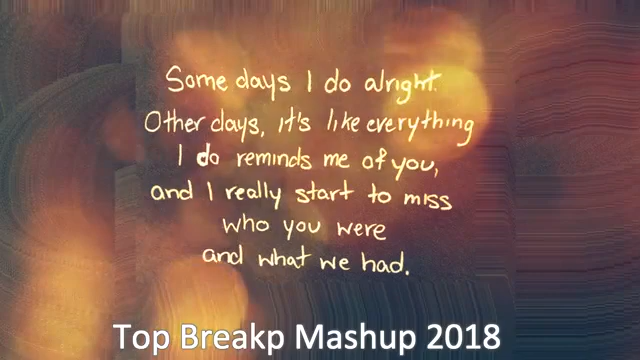 Some days I do alright.
Other days, it's like everything
I do reminds me of you,
and I really start to miss
who you were
and what we had.
Top Breakp Mashup 2018